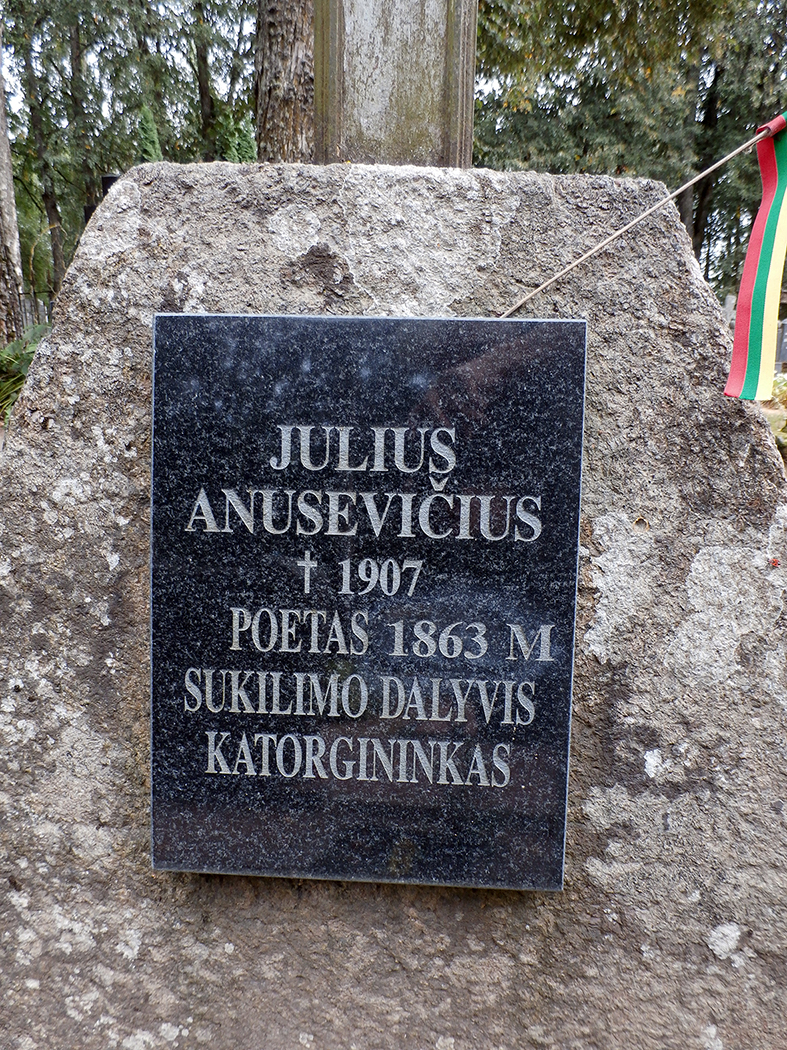 JULIUS
ANUSEVIČIUS
† 1907
POETAS 1863 M
SUKILIMO DALYVIS
KATORGININKAS